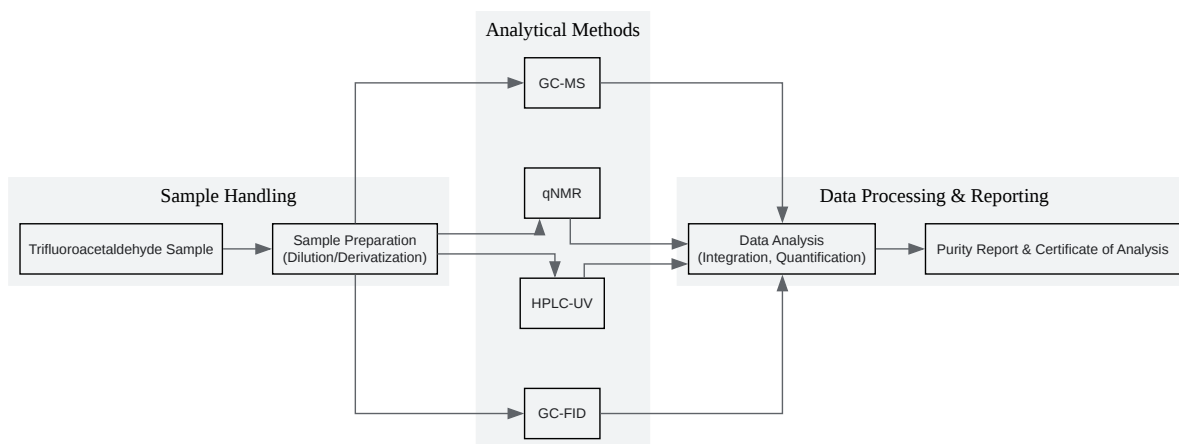 Analytical Methods
GC-MS
qNMR
HPLC-UV
GC-FID
Sample Handling
Trifluoroacetaldehyde Sample
Sample Preparation
(Dilution/Derivatization)
Data Processing & Reporting
Data Analysis
(Integration, Quantification)
Purity Report & Certificate of Analysis